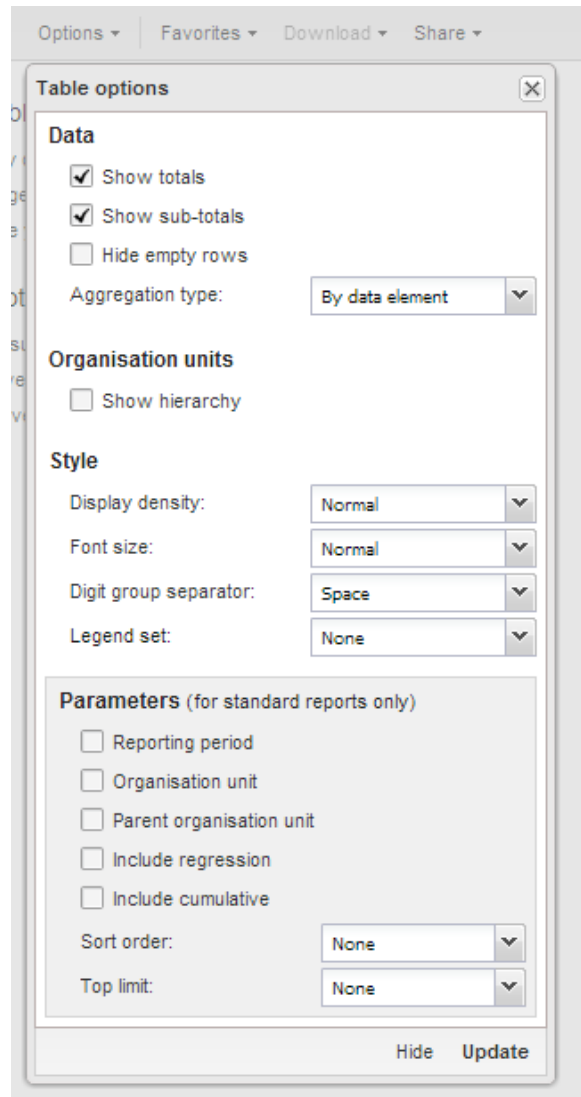 Options Favorites Download Share
Table options
Data
Show totals
Show sub-totals
Hide empty rows
Aggregation type: By data element
Organisation units
Show hierarchy
Style
Display density: Normal
Font size: Normal
Digit group separator: Space
Legend set: None
Parameters (for standard reports only)
Reporting period
Organisation unit
Parent organisation unit
Include regression
Include cumulative
Sort order: None
Top limit: None
Hide Update